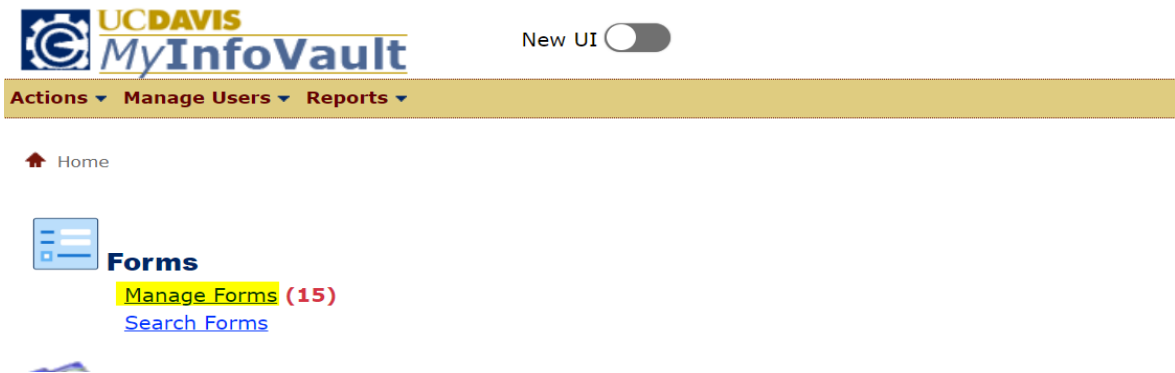 UCDAVIS
MyInfoVault
New UI
Actions Manage Users Reports
Home
Forms
Manage Forms (15)
Search Forms